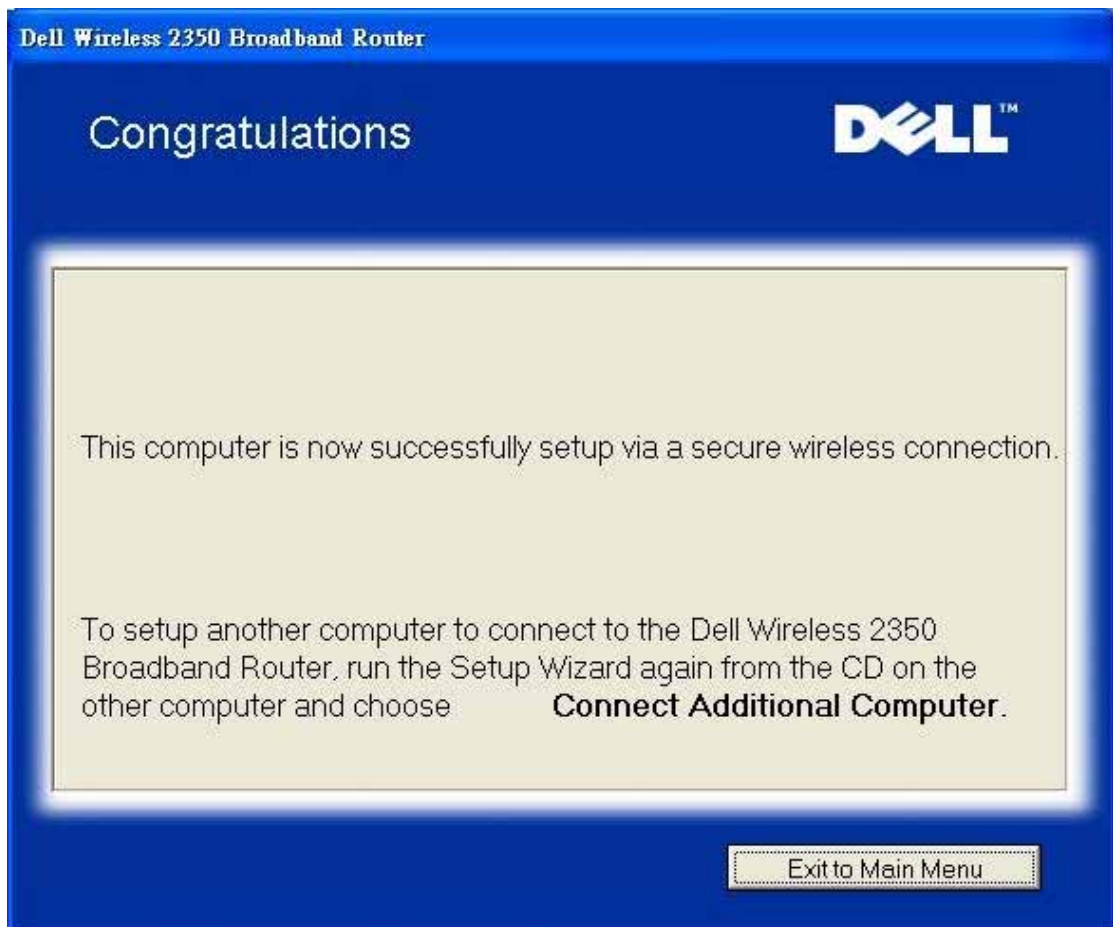 Dell Wireless 2350 Broadband Router
Congratulations
DELL™
This computer is now successfully setup via a secure wireless connection.
To setup another computer to connect to the Dell Wireless 2350
Broadband Router, run the Setup Wizard again from the CD on the
other computer and choose Connect Additional Computer.
Exit to Main Menu